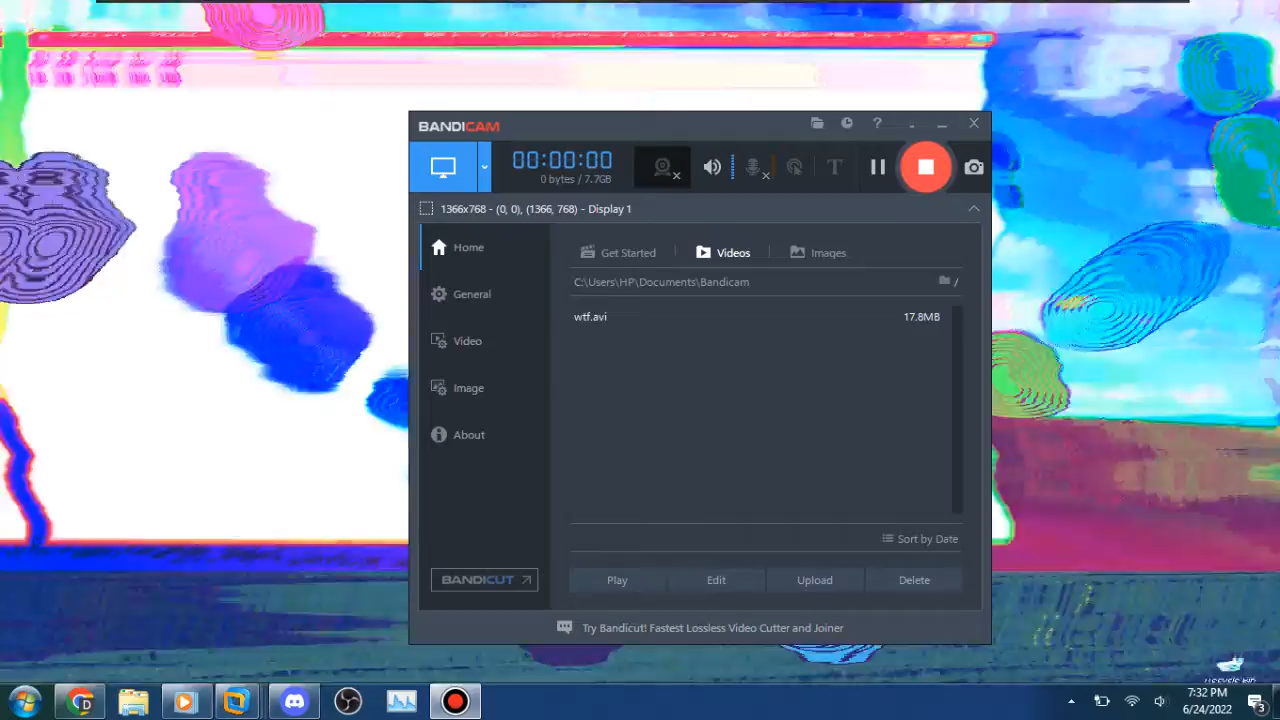 BANDICAM
?
00:00:00
0 bytes / 7.7GB
T
1366x768 - (0, 0), (1366, 768) - Display 1
Home
General
Video
Image
About
BANDICUT
Get Started
Videos
Images
C:\Users\HP\Documents\Bandicam
/
wtf.avi
17.8MB
Sort by Date
Play
Edit
Upload
Delete
Try Bandicut! Fastest Lossless Video Cutter and Joiner
D
7:32 PM
6/24/2022
3